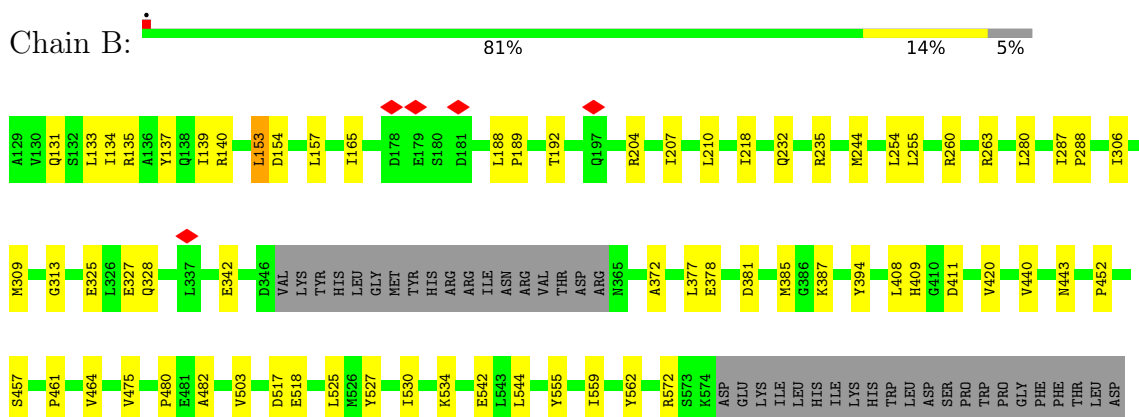 Chain B:
81% 14% 5%
A129 V130 Q131 S132 L133 I134 R135 A136 Y137 Q138 I139 R140 L153 D154 L157 I165 D178 E179 S180 D181 L188 P189 T192 Q197 R204 I207 L210 I218 Q232 R235 M244 L254 L255 R260 R263 L280 I287 P288 I306
M309 G313 E325 L326 E327 Q328 L337 E342 D346 VAL LYS TYR HIS LEU GLY MET TYR HIS ARG ARG ILE ASN ARG VAL THR ASP ARG N365 A372 L377 E378 D381 M385 G386 K387 Y394 L408 H409 G410 D411 V420 V440 N443 P452
S457 P461 V464 V475 P480 E481 A482 V503 D517 E518 L525 M526 Y527 I530 K534 E542 L543 L544 Y555 I559 Y562 R572 S573 K574 ASP GLU LYS ILE LEU HIS ILE LYS HIS TRP LEU ASP SER PRO TRP PRO GLY PHE PHE THR LEU ASP